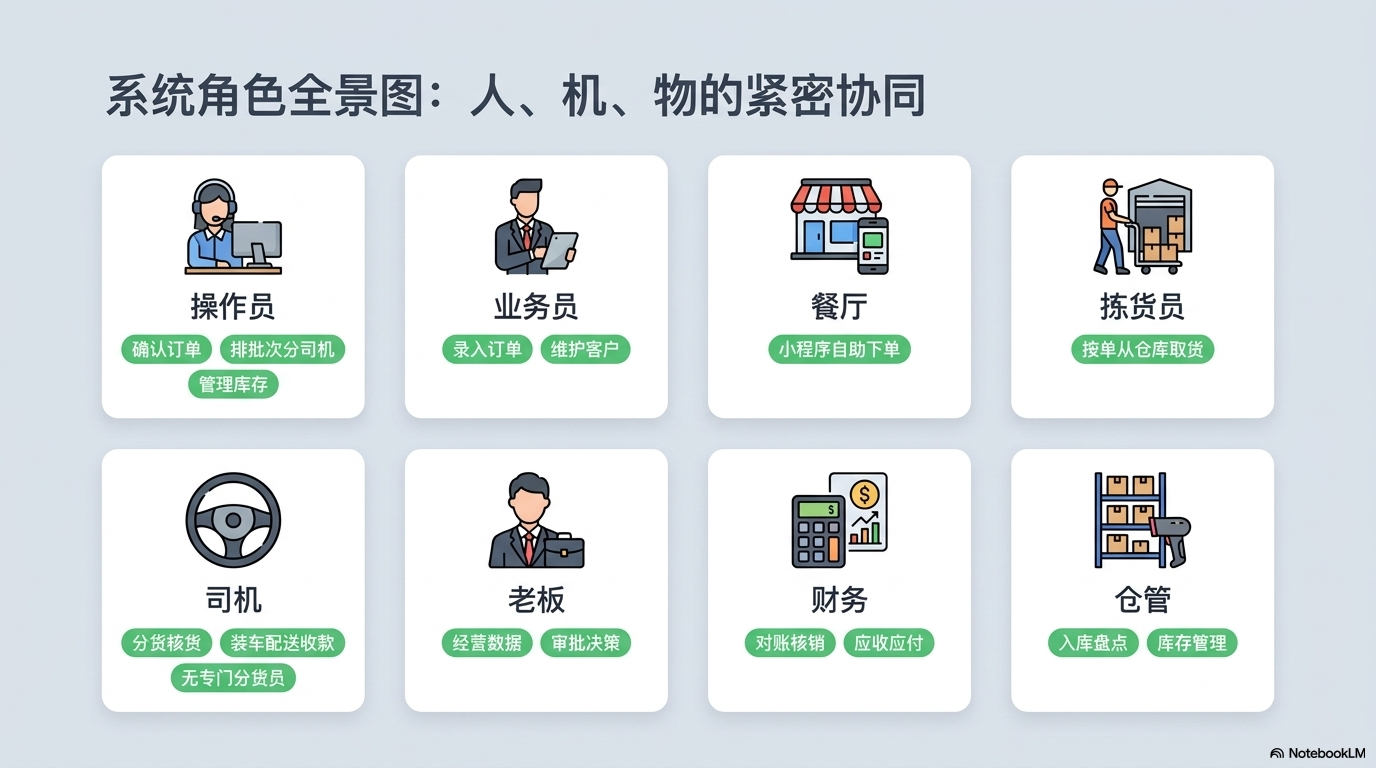 系统角色全景图：人、机、物的紧密协同
操作员
确认订单 排批次分司机
管理库存
业务员
录入订单 维护客户
餐厅
小程序自助下单
拣货员
按单从仓库取货
司机
分货核货 装车配送收款
无专门分货员
老板
经营数据 审批决策
财务
对账核销 应收应付
仓管
入库盘点 库存管理
NotebookLM